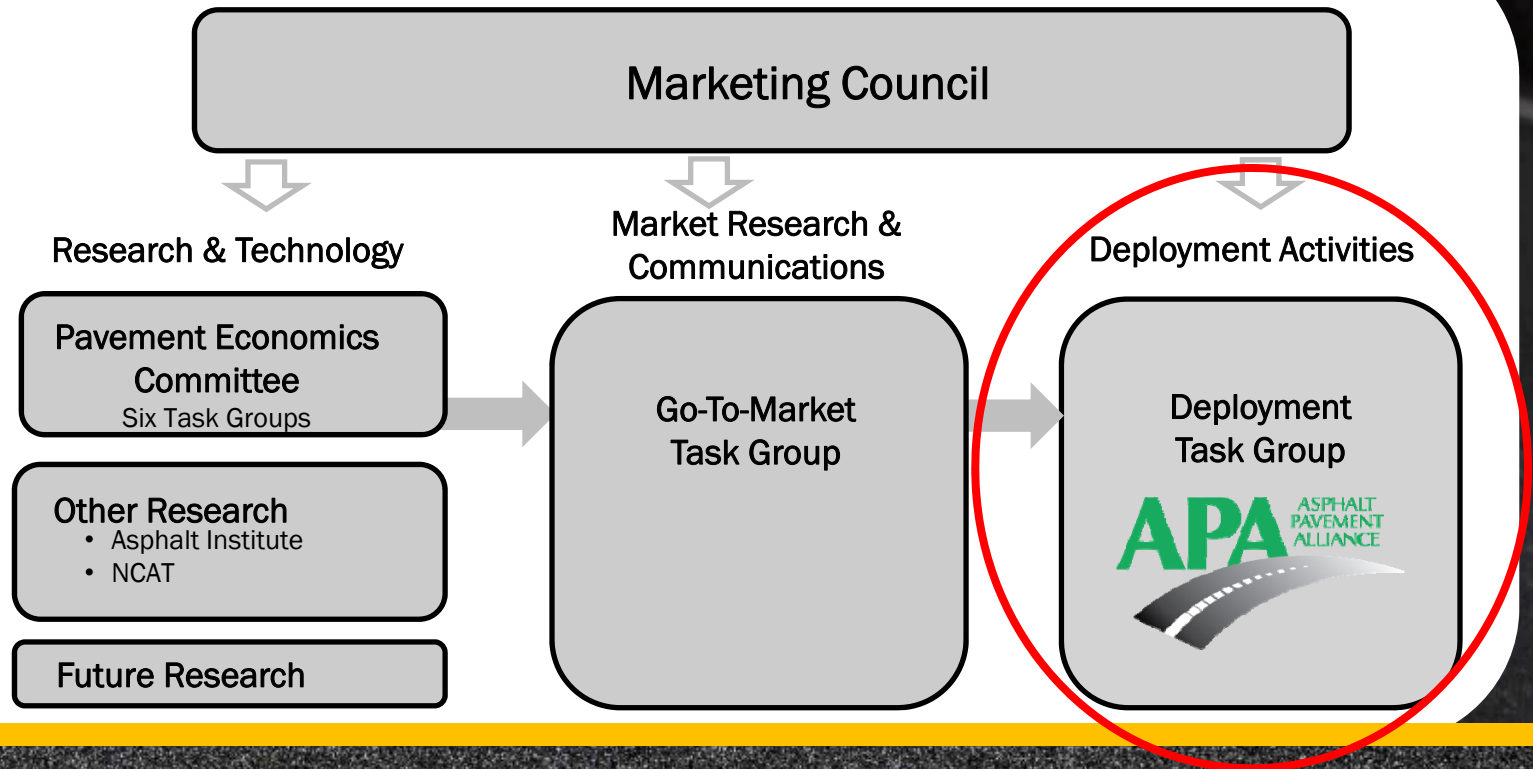 Marketing Council
Research & Technology
Pavement Economics
Committee
Six Task Groups
Other Research
• Asphalt Institute
• NCAT
Future Research
Market Research &
Communications
Go-To-Market
Task Group
Deployment Activities
Deployment
Task Group
APA
ASPHALT
PAVEMENT
ALLIANCE